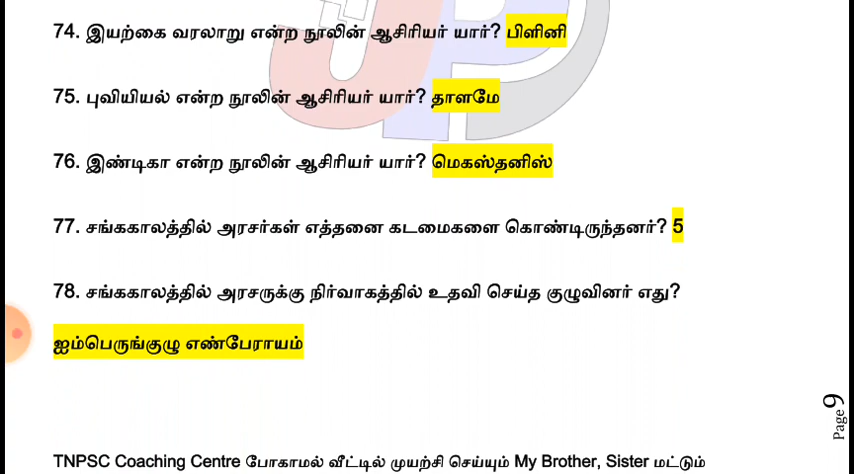 74. இயற்கை வரலாறு என்ற நூலின் ஆசிரியர் யார்? பிளினி
75. புவியியல் என்ற நூலின் ஆசிரியர் யார்? தாளமே
76. இண்டிகா என்ற நூலின் ஆசிரியர் யார்? மெகஸ்தனிஸ்
77. சங்ககாலத்தில் அரசர்கள் எத்தனை கடமைகளை கொண்டிருந்தனர்? 5
78. சங்ககாலத்தில் அரசருக்கு நிர்வாகத்தில் உதவி செய்த குழுவினர் எது?
ஐம்பெருங்குழு எண்பேராயம்
Page 9
TNPSC Coaching Centre போகாமல் வீட்டில் முயற்சி செய்யும் My Brother, Sister மட்டும்